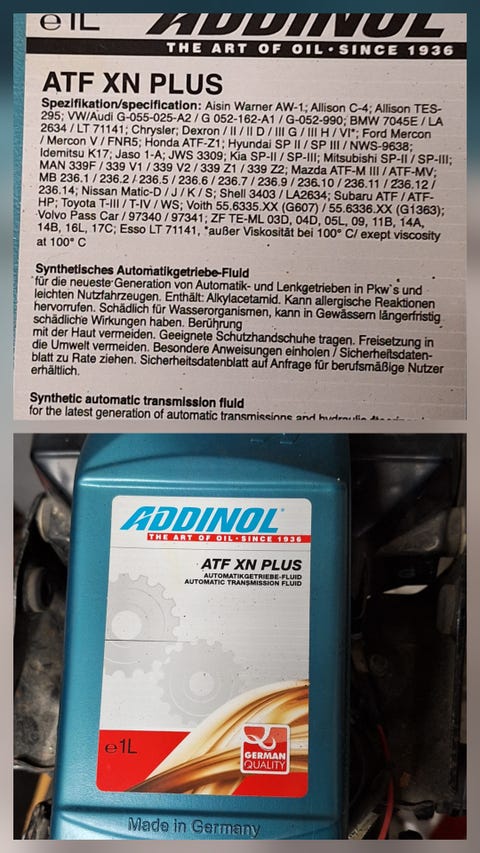 e1L
ADDINOL
THE ART OF OIL • SINCE 1936
ATF XN PLUS
Spezifikation/specification: Aisin Warner AW-1; Allison C-4; Allison TES-
295; VW/Audi G-055-025-A2 / G 052-162-A1 / G-052-990; BMW 7045E / LA
2634 / LT 71141; Chrysler; Dexron / II / II D / III G / III H / VI*; Ford Mercon
/ Mercon V / FNR5; Honda ATF-Z1; Hyundai SP II / SP III / NWS-9638;
Idemitsu K17; Jaso 1-A; JWS 3309; Kia SP-II / SP-III; Mitsubishi SP-II / SP-III;
MAN 339F / 339 V1 / 339 V2 / 339 Z1 / 339 Z2; Mazda ATF-M III / ATF-MV;
MB 236.1 / 236.2 / 236.5 / 236.6 / 236.7 / 236.9 / 236.10 / 236.11 / 236.12 /
236.14; Nissan Matic-D / J / K / S; Shell 3403 / LA2634; Subaru ATF / ATF-
HP; Toyota T-III / T-IV / WS; Voith 55.6335.XX (G607) / 55.6336.XX (G1363);
Volvo Pass Car / 97340 / 97341; ZF TE-ML 03D, 04D, 05L, 09, 11B, 14A,
14B, 16L, 17C; Esso LT 71141, *außer Viskosität bei 100° C/ exept viscosity
at 100° C
Synthetisches Automatikgetriebe-Fluid
für die neueste Generation von Automatik- und Lenkgetrieben in Pkw`s und
leichten Nutzfahrzeugen. Enthält: Alkylacetamid. Kann allergische Reaktionen
hervorrufen. Schädlich für Wasserorganismen, kann in Gewässern längerfristig
schädliche Wirkungen haben. Berührung
mit der Haut vermeiden. Geeignete Schutzhandschuhe tragen. Freisetzung in
die Umwelt vermeiden. Besondere Anweisungen einholen / Sicherheitsdaten-
blatt zu Rate ziehen. Sicherheitsdatenblatt auf Anfrage für berufsmäßige Nutzer
erhältlich.
Synthetic automatic transmission fluid
for the latest generation of automatic transmissions and hydraulic steering
ADDINOL®
THE ART OF OIL • SINCE 1936
ATF XN PLUS
AUTOMATIKGETRIEBE-FLUID
AUTOMATIC TRANSMISSION FLUID
e1L
GERMAN
QUALITY
Made in Germany